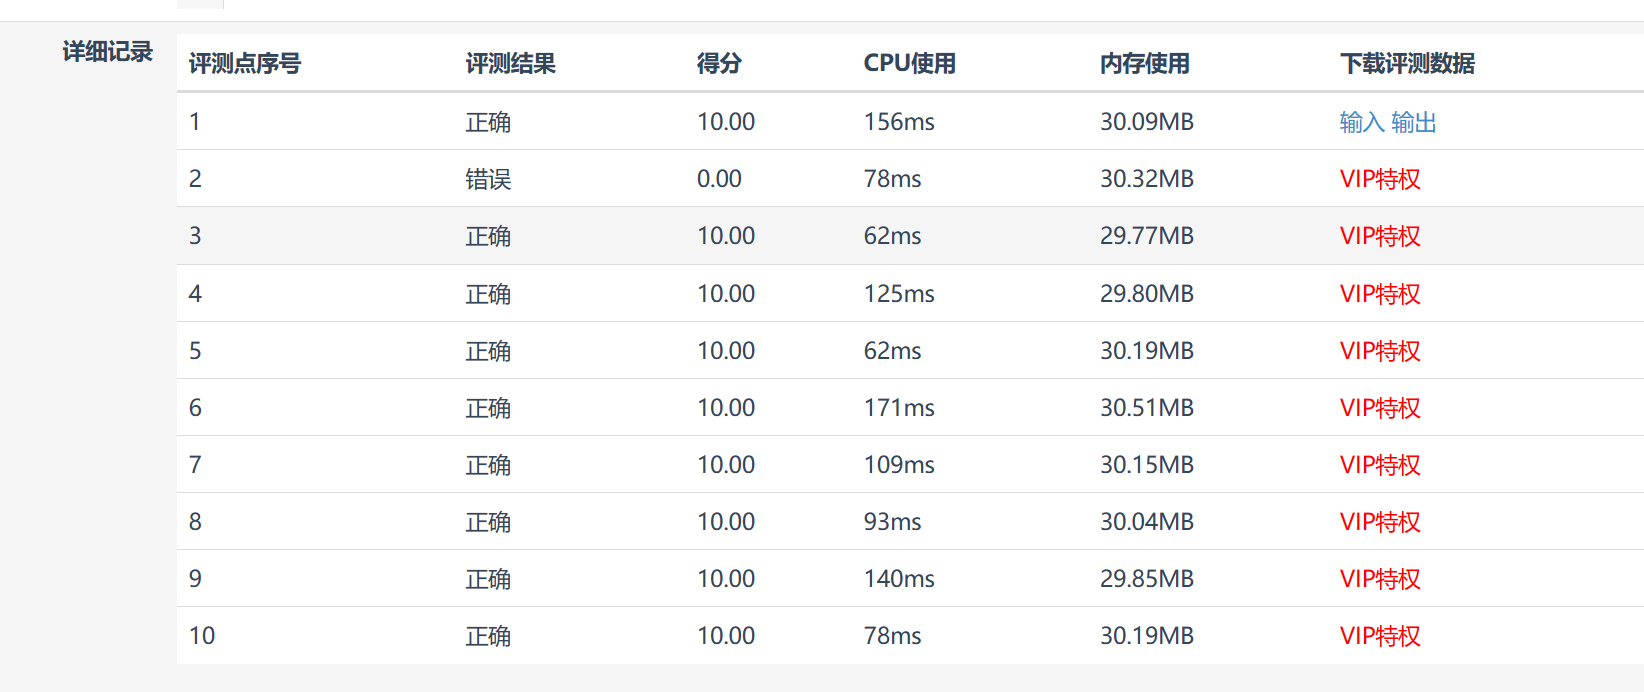 详细记录
评测点序号 评测结果 得分 CPU使用 内存使用 下载评测数据
1 正确 10.00 156ms 30.09MB 输入 输出
2 错误 0.00 78ms 30.32MB VIP特权
3 正确 10.00 62ms 29.77MB VIP特权
4 正确 10.00 125ms 29.80MB VIP特权
5 正确 10.00 62ms 30.19MB VIP特权
6 正确 10.00 171ms 30.51MB VIP特权
7 正确 10.00 109ms 30.15MB VIP特权
8 正确 10.00 93ms 30.04MB VIP特权
9 正确 10.00 140ms 29.85MB VIP特权
10 正确 10.00 78ms 30.19MB VIP特权